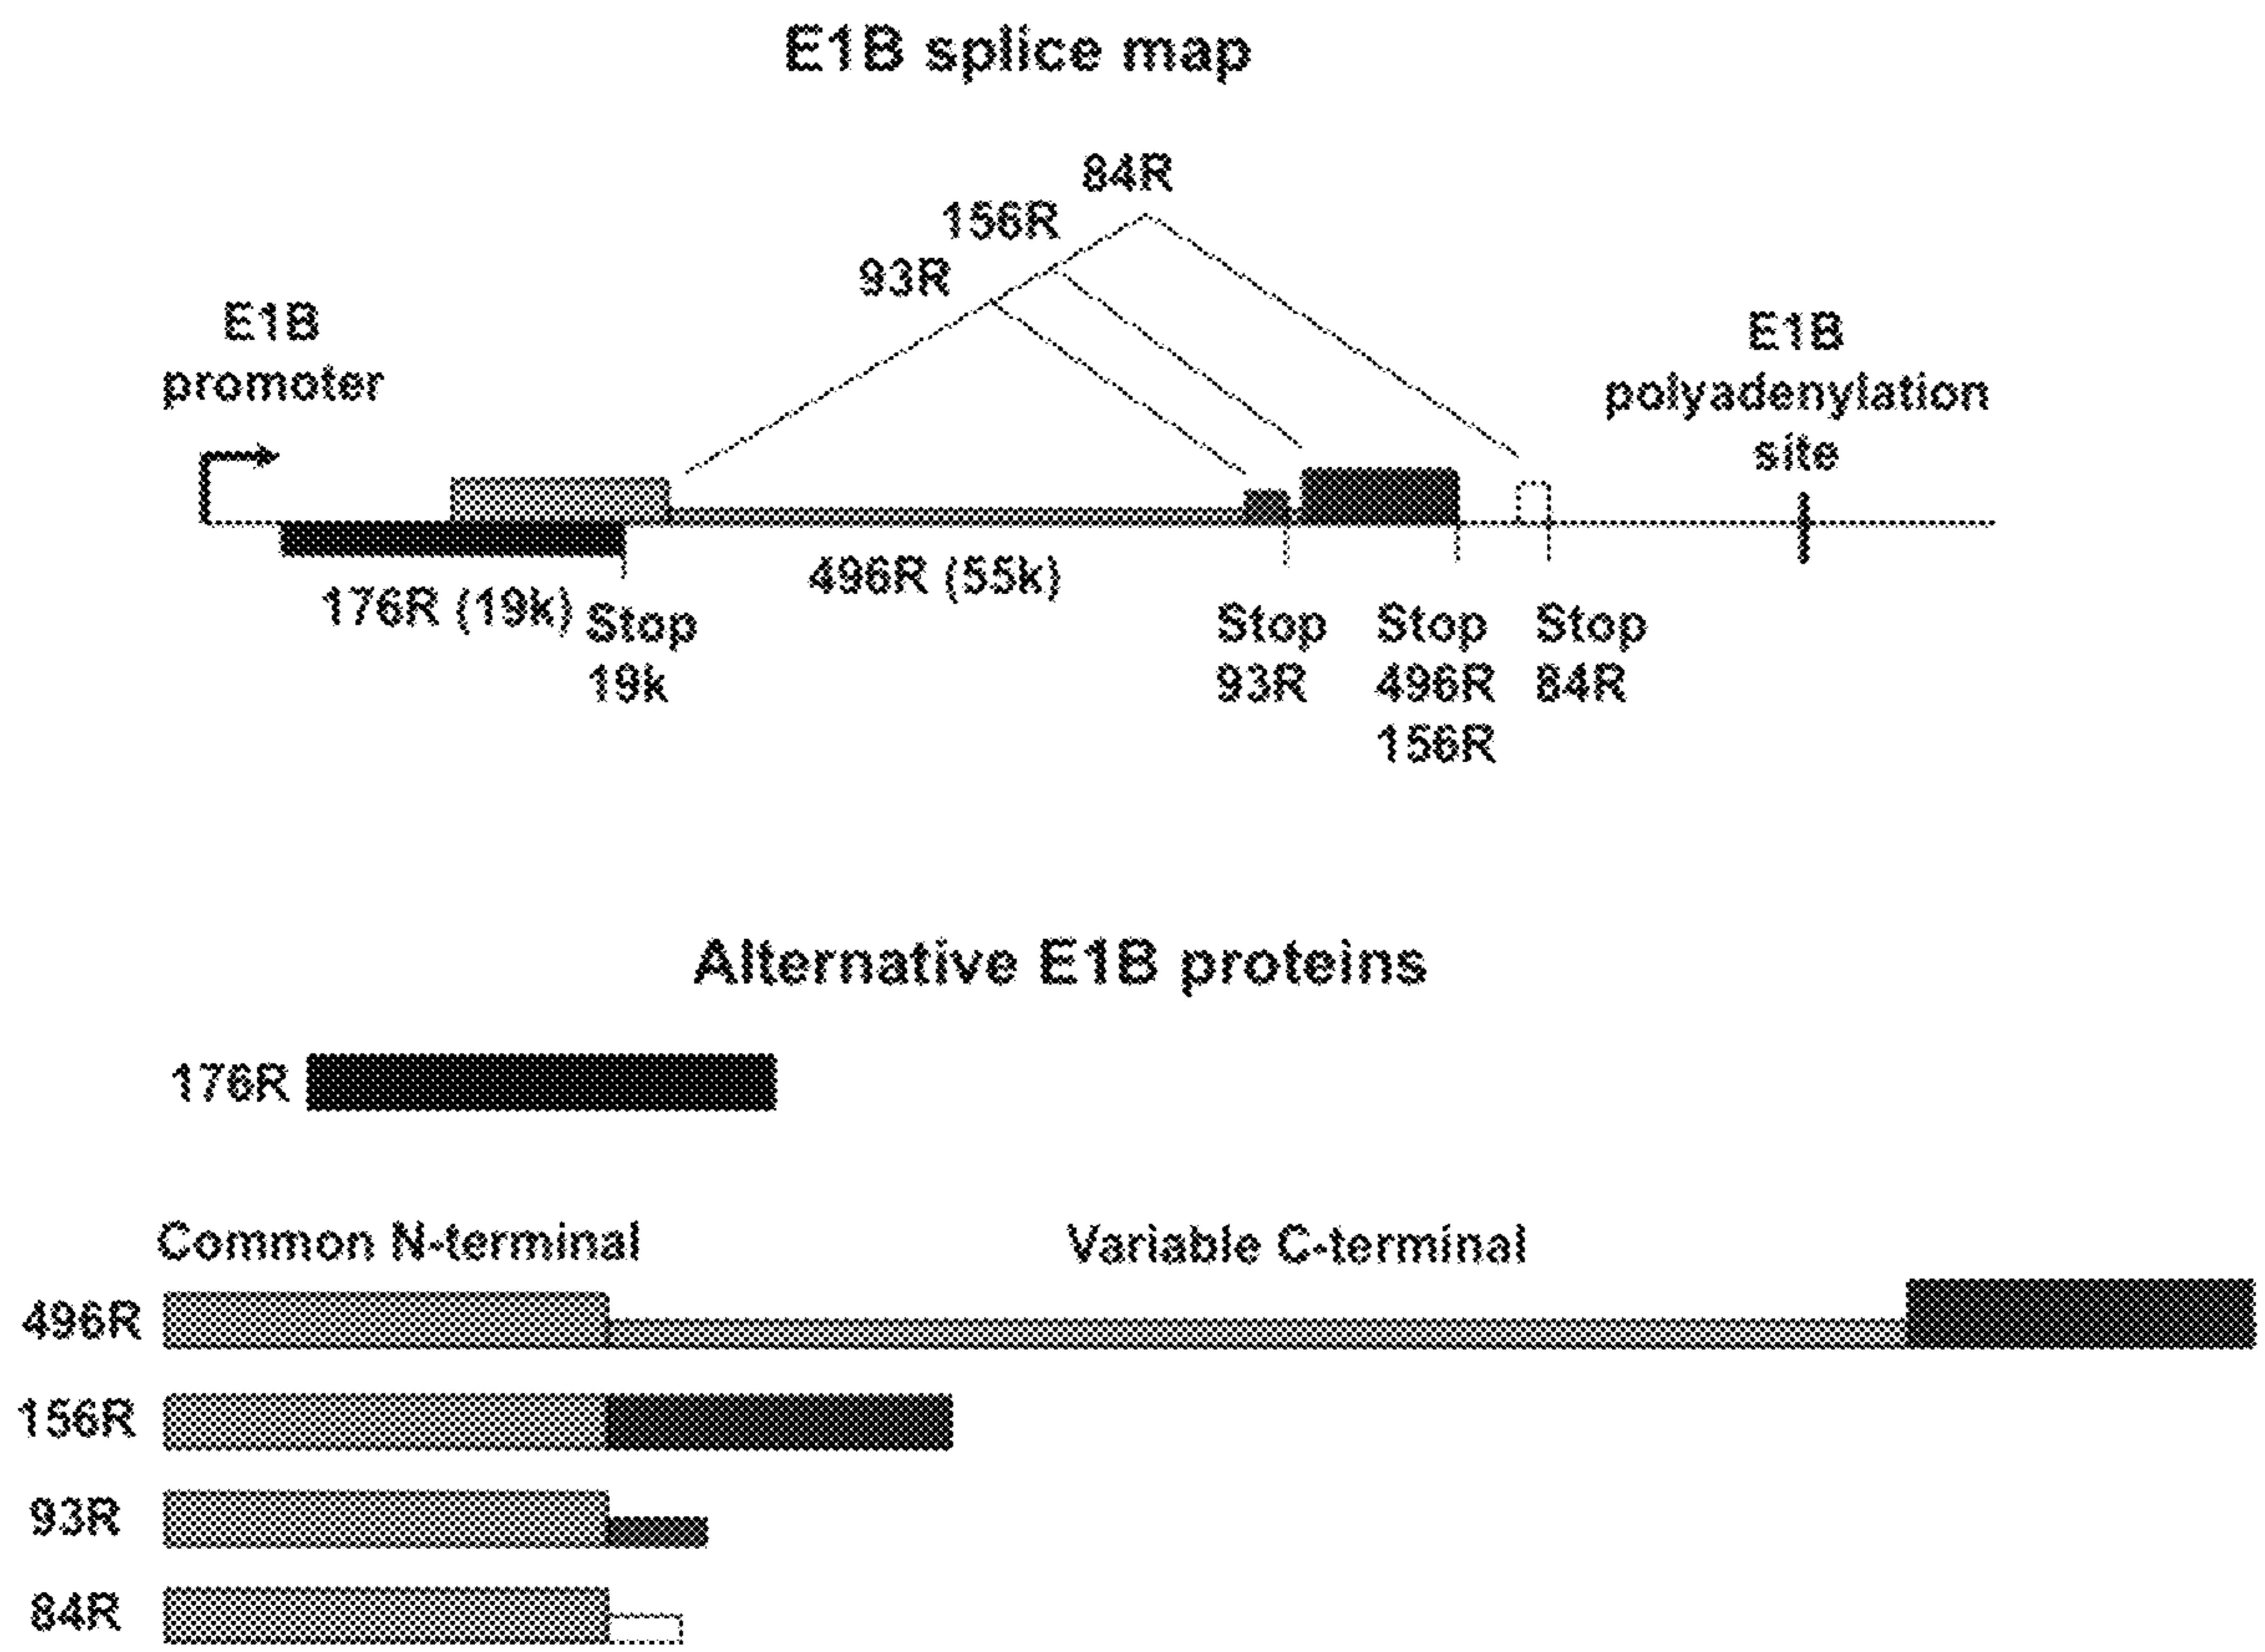 E1B splice map
84R
156R
93R
E1B
promoter
E1B
polyadenylation
site
176R (19k)
496R (55k)
Stop
19k
Stop
93R
Stop
496R
156R
Stop
84R
Alternative E1B proteins
176R
Common N-terminal
Variable C-terminal
496R
156R
93R
84R